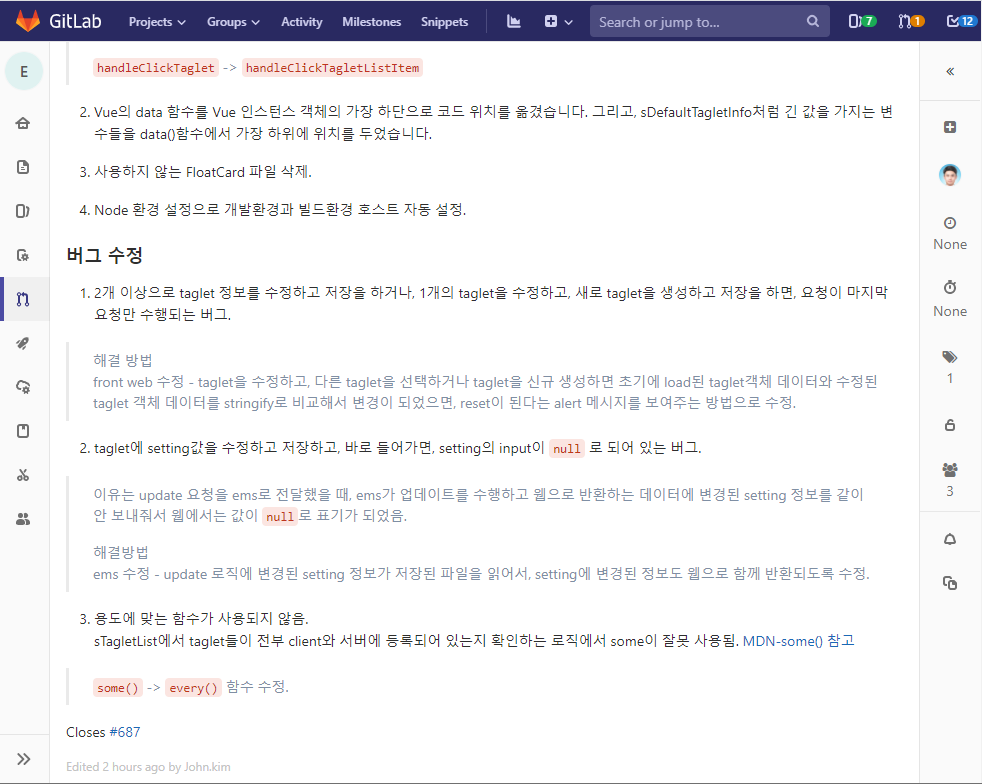 GitLab Projects Groups Activity Milestones Snippets Search or jump to... 7 1 12
E
handleClickTaglet -> handleClickTagletListItem
2. Vue의 data 함수를 Vue 인스턴스 객체의 가장 하단으로 코드 위치를 옮겼습니다. 그리고, sDefaultTagletInfo처럼 긴 값을 가지는 변
수들을 data()함수에서 가장 하위에 위치를 두었습니다.
3. 사용하지 않는 FloatCard 파일 삭제.
4. Node 환경 설정으로 개발환경과 빌드환경 호스트 자동 설정.
버그 수정
1. 2개 이상으로 taglet 정보를 수정하고 저장을 하거나, 1개의 taglet을 수정하고, 새로 taglet을 생성하고 저장을 하면, 요청이 마지막
요청만 수행되는 버그.
해결 방법
front web 수정 - taglet을 수정하고, 다른 taglet을 선택하거나 taglet을 신규 생성하면 초기에 load된 taglet객체 데이터와 수정된
taglet 객체 데이터를 stringify로 비교해서 변경이 되었으면, reset이 된다는 alert 메시지를 보여주는 방법으로 수정.
2. taglet에 setting값을 수정하고 저장하고, 바로 들어가면, setting의 input이 null 로 되어 있는 버그.
이유는 update 요청을 ems로 전달했을 때, ems가 업데이트를 수행하고 웹으로 반환하는 데이터에 변경된 setting 정보를 같이
안 보내줘서 웹에서는 값이 null로 표기가 되었음.
해결방법
ems 수정 - update 로직에 변경된 setting 정보가 저장된 파일을 읽어서, setting에 변경된 정보도 웹으로 함께 반환되도록 수정.
3. 용도에 맞는 함수가 사용되지 않음.
sTagletList에서 taglet들이 전부 client와 서버에 등록되어 있는지 확인하는 로직에서 some이 잘못 사용됨. MDN-some() 참고
some() -> every() 함수 수정.
Closes #687
Edited 2 hours ago by John.kim
None
None
1
3